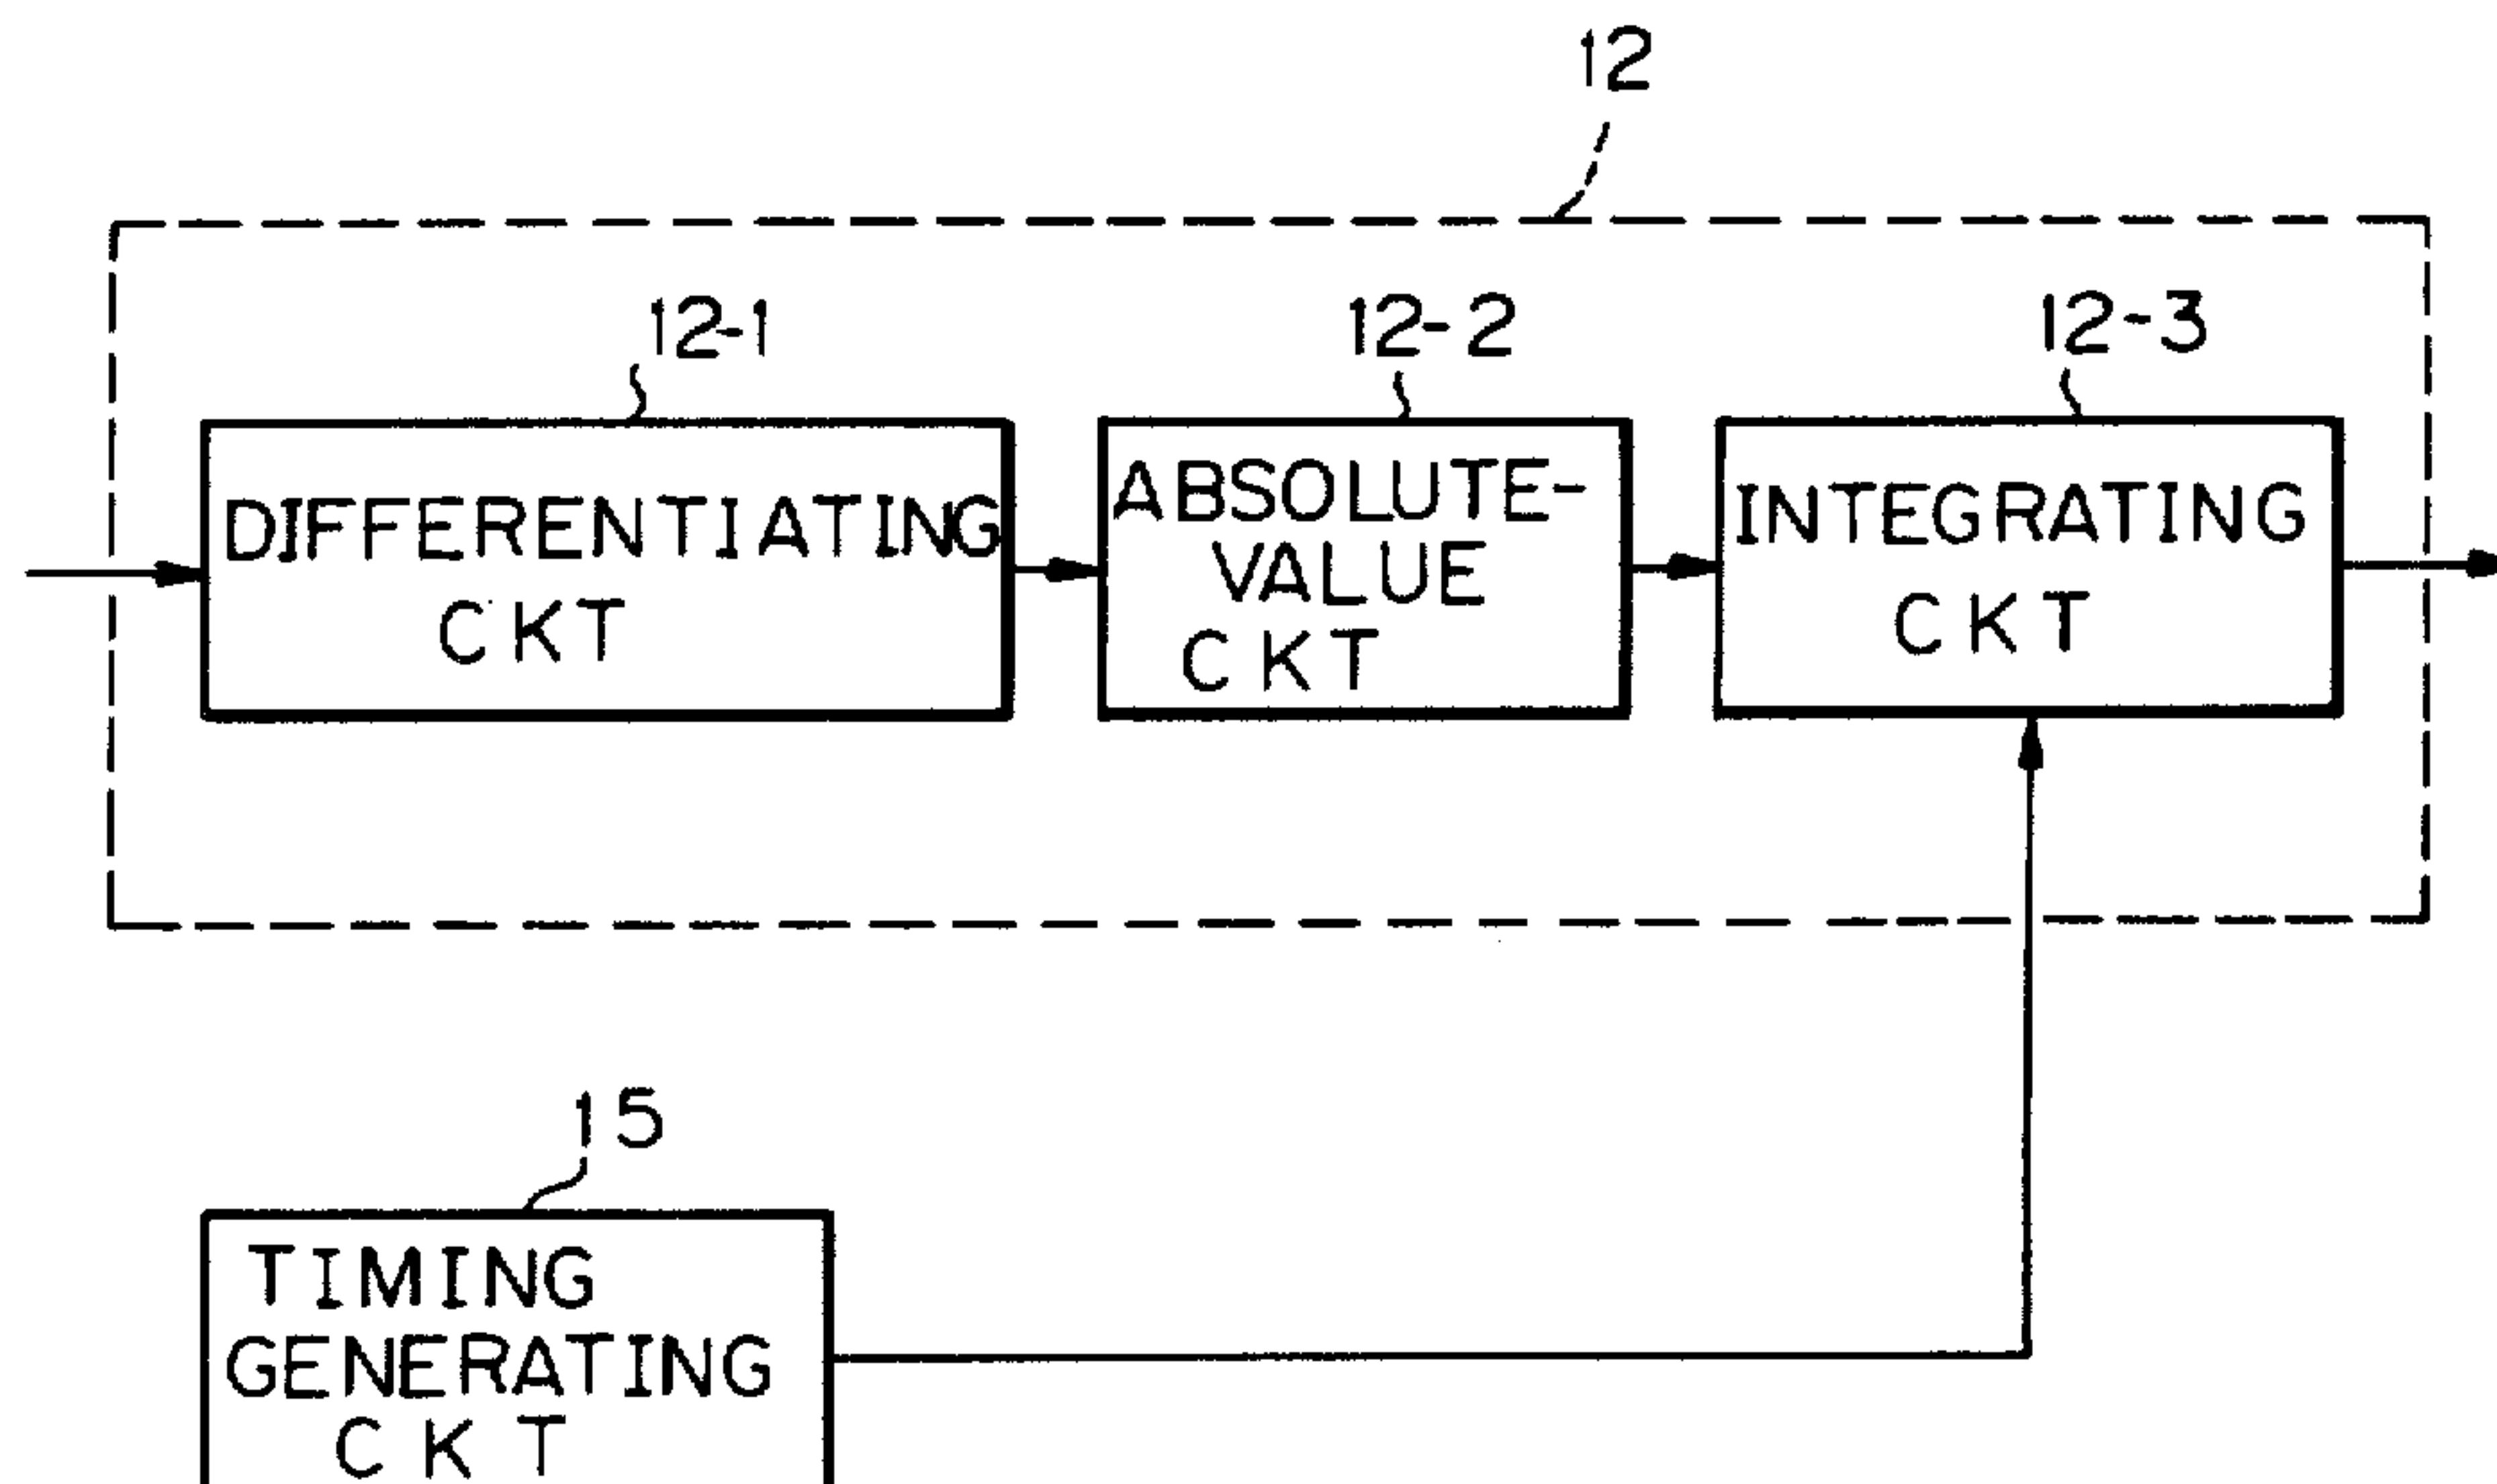 12
12-1
12-2
12-3
DIFFERENTIATING
CKT
ABSOLUTE-
VALUE
CKT
INTEGRATING
CKT
15
TIMING
GENERATING
CKT